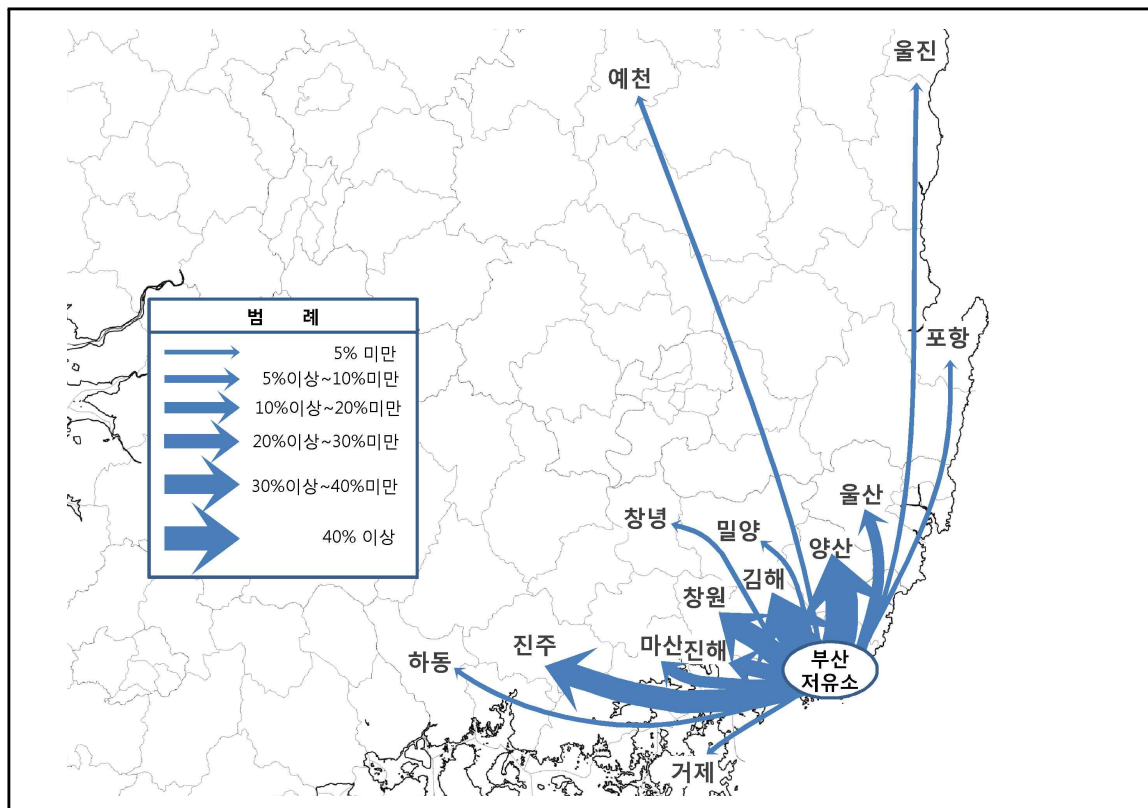 울진
예천
포항
범 례
5% 미만
5%이상~10%미만
10%이상~20%미만
20%이상~30%미만
30%이상~40%미만
40% 이상
울산
창녕
밀양
양산
김해
창원
진주
마산
진해
하동
부산
저유소
거제